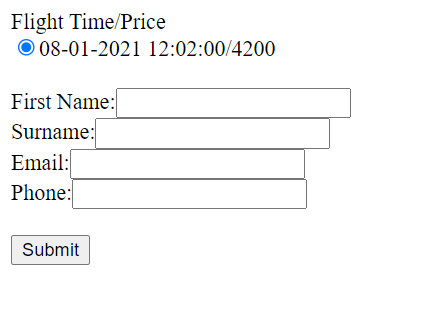 Flight Time/Price
08-01-2021 12:02:00/4200
First Name:
Surname:
Email:
Phone:
Submit